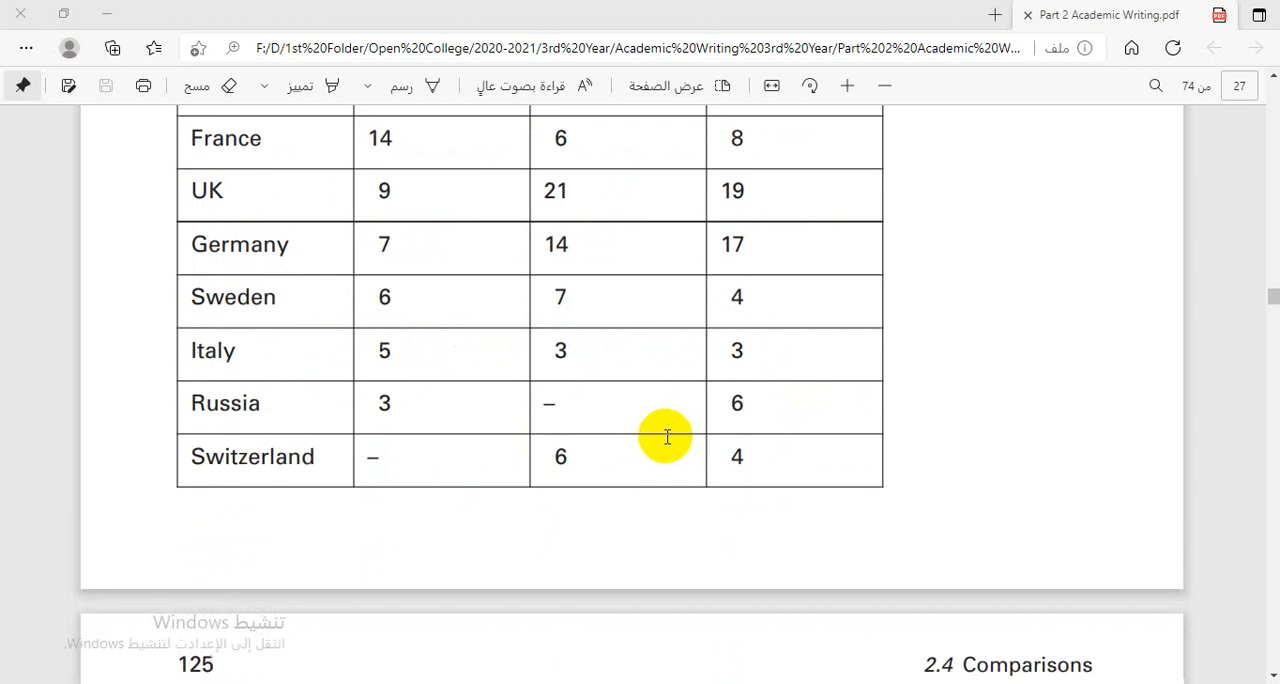 Part 2 Academic Writing.pdf
F:/D/1st%20Folder/Open%20College/2020-2021/3rd%20Year/Academic%20Writing%203rd%20Year/Part%202%20Academic%20W...
ملف
مسح
تمييز
رسم
قراءة بصوت عالٍ
عرض الصفحة
من 74
27
France 14 6 8
UK 9 21 19
Germany 7 14 17
Sweden 6 7 4
Italy 5 3 3
Russia 3 – 6
Switzerland – 6 4
تنشيط Windows
انتقل إلى الإعدادات لتنشيط Windows.
125
2.4 Comparisons